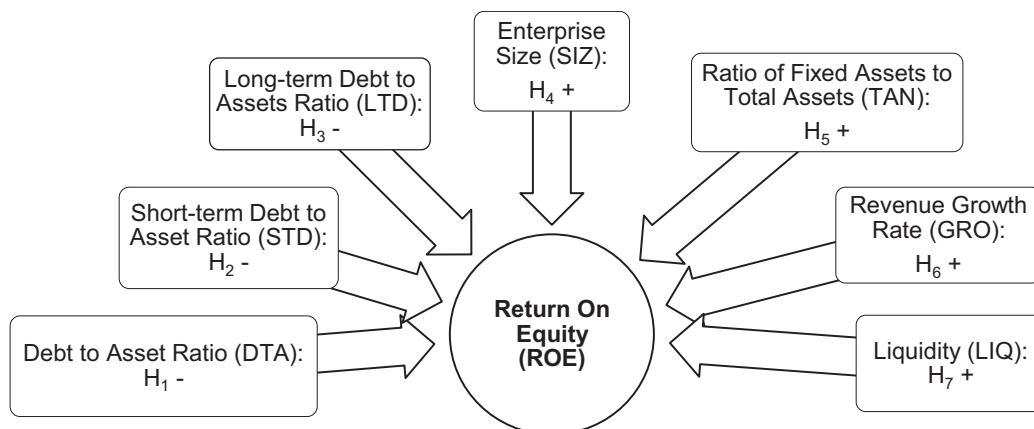 Enterprise
Size (SIZ):
H₄ +
Long-term Debt to
Assets Ratio (LTD):
H₃ -
Ratio of Fixed Assets to
Total Assets (TAN):
H₅ +
Short-term Debt to
Asset Ratio (STD):
H₂ -
Revenue Growth
Rate (GRO):
H₆ +
Debt to Asset Ratio (DTA):
H₁ -
Return On
Equity
(ROE)
Liquidity (LIQ)
H₇ +